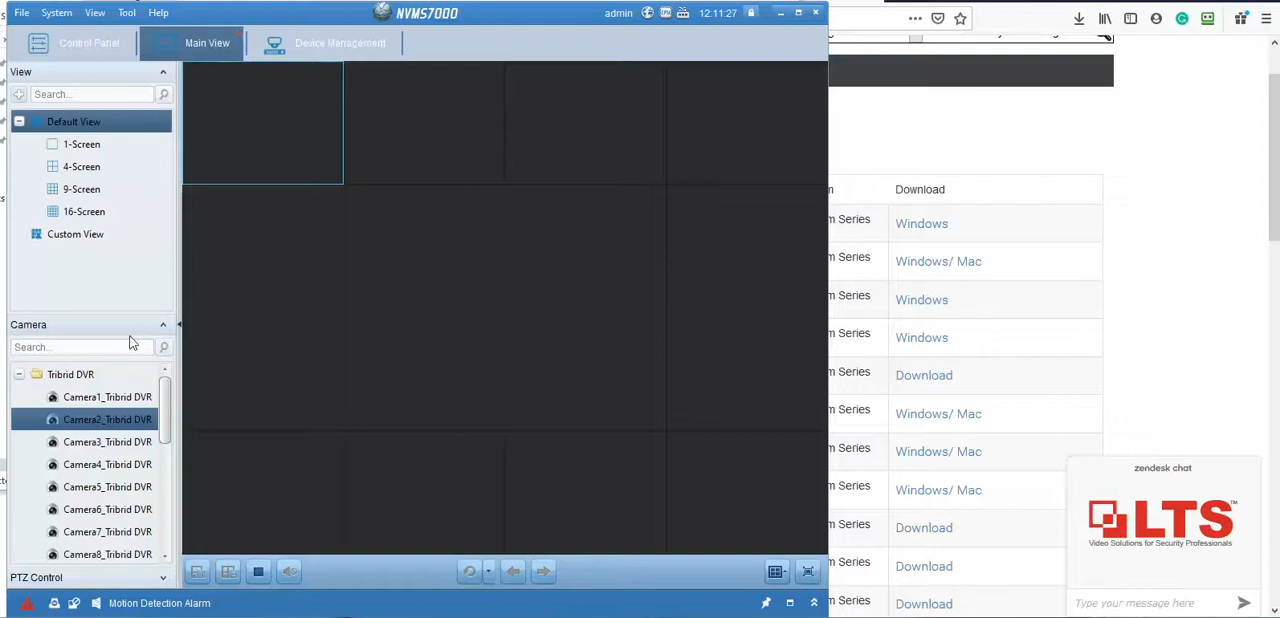 File System View Tool Help NVMS7000 admin 12:11:27
Control Panel Main View Device Management
View
Search...
Default View
1-Screen
4-Screen
9-Screen
16-Screen
Custom View
Camera
Search...
Tribrid DVR
Camera1_Tribrid DVR
Camera2_Tribrid DVR
Camera3_Tribrid DVR
Camera4_Tribrid DVR
Camera5_Tribrid DVR
Camera6_Tribrid DVR
Camera7_Tribrid DVR
Camera8_Tribrid DVR
PTZ Control
Motion Detection Alarm
Download
Series Windows
Series Windows/ Mac
Series Windows
Series Windows
Series Download
Series Windows/ Mac
Series Windows/ Mac
Series Windows/ Mac
Series Download
Series Download
Series Download
zendesk chat
LTS™
Video Solutions for Security Professionals
Type your message here